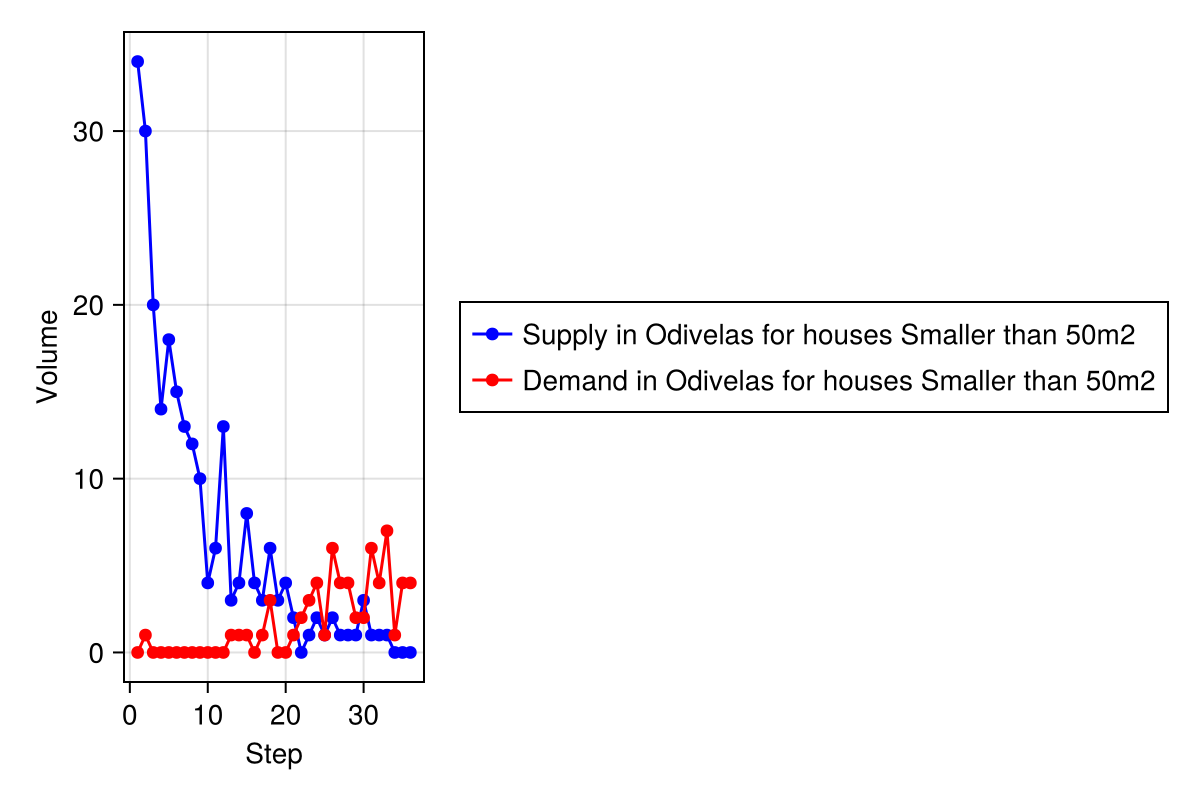 30
20
10
0
Volume
0 10 20 30
Step
Supply in Odivelas for houses Smaller than 50m2
Demand in Odivelas for houses Smaller than 50m2